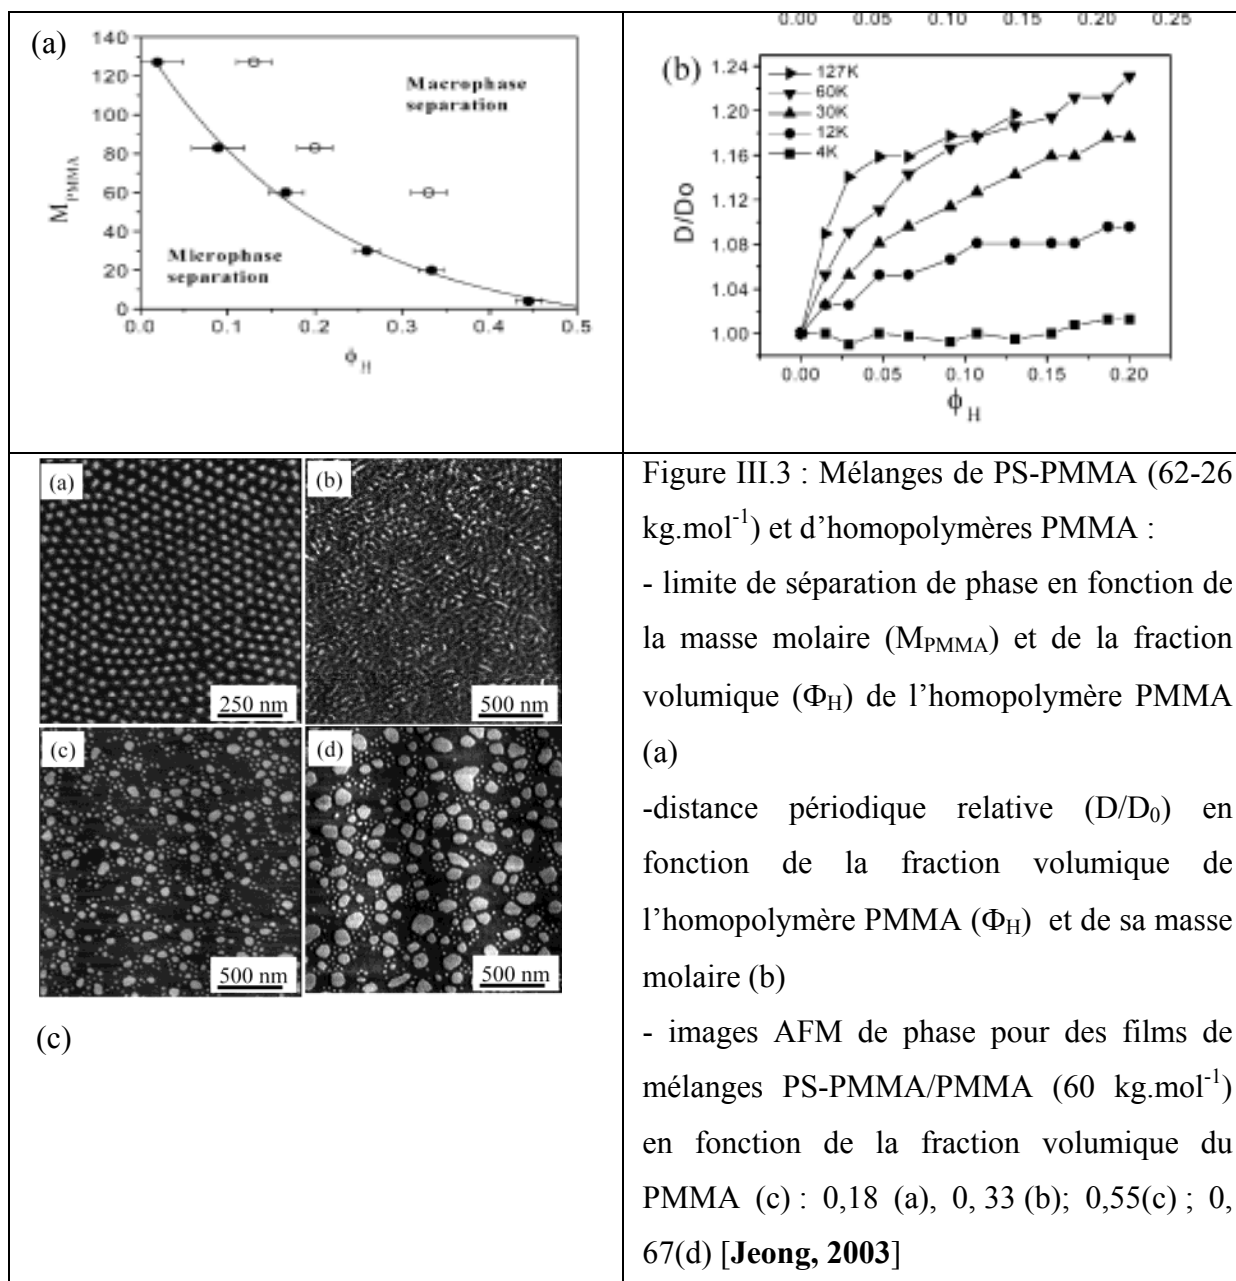 (a)
140
120
100
80
60
40
20
0
M_PMMA
Macrophase
separation
Microphase
separation
0.0 0.1 0.2 0.3 0.4 0.5
ϕ_H
0.00 0.05 0.10 0.15 0.20 0.25
(b)
1.24
1.20
1.16
1.12
1.08
1.04
1.00
D/Do
127K
60K
30K
12K
4K
0.00 0.05 0.10 0.15 0.20
ϕ_H
(a)
250 nm
(b)
500 nm
(c)
500 nm
(d)
500 nm
(c)
Figure III.3 : Mélanges de PS-PMMA (62-26
kg.mol⁻¹) et d’homopolymères PMMA :
- limite de séparation de phase en fonction de
la masse molaire (M_PMMA) et de la fraction
volumique (Φ_H) de l’homopolymère PMMA
(a)
-distance périodique relative (D/D₀) en
fonction de la fraction volumique de
l’homopolymère PMMA (Φ_H) et de sa masse
molaire (b)
- images AFM de phase pour des films de
mélanges PS-PMMA/PMMA (60 kg.mol⁻¹)
en fonction de la fraction volumique du
PMMA (c) : 0,18 (a), 0, 33 (b); 0,55(c) ; 0,
67(d) [Jeong, 2003]